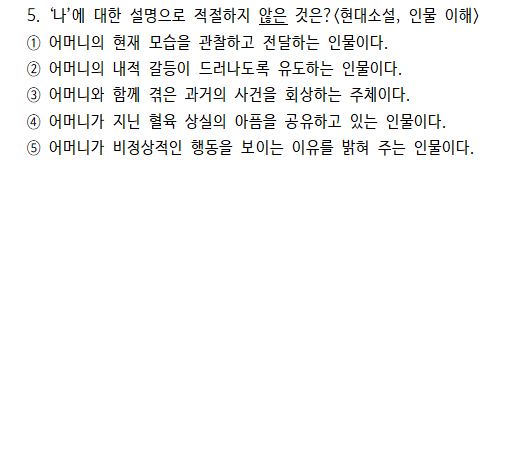 5. ‘나’에 대한 설명으로 적절하지 않은 것은?<현대소설, 인물 이해>
① 어머니의 현재 모습을 관찰하고 전달하는 인물이다.
② 어머니의 내적 갈등이 드러나도록 유도하는 인물이다.
③ 어머니와 함께 겪은 과거의 사건을 회상하는 주체이다.
④ 어머니가 지닌 혈육 상실의 아픔을 공유하고 있는 인물이다.
⑤ 어머니가 비정상적인 행동을 보이는 이유를 밝혀 주는 인물이다.